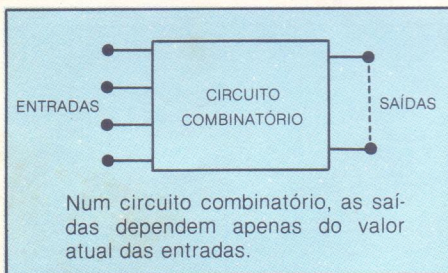 ENTRADAS
CIRCUITO
COMBINATÓRIO
SAÍDAS
Num circuito combinatório, as saí-
das dependem apenas do valor
atual das entradas.